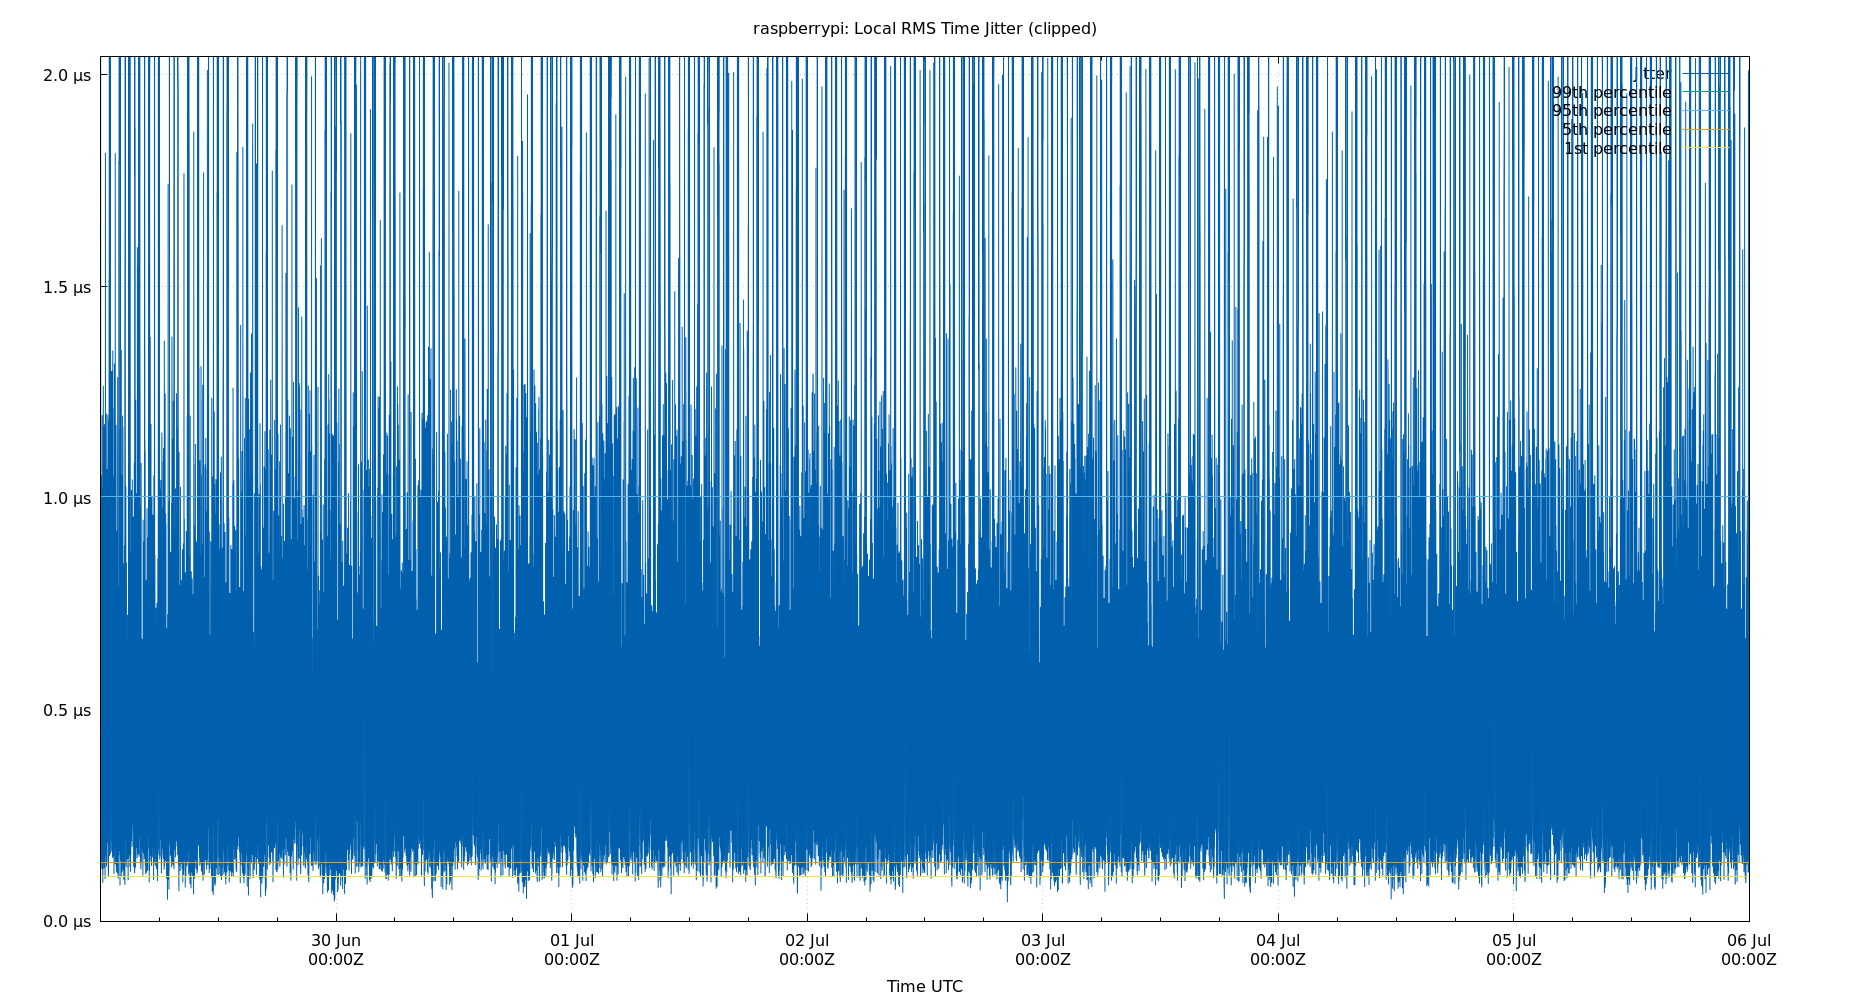 raspberrypi: Local RMS Time Jitter (clipped)
2.0 µs
1.5 µs
1.0 µs
0.5 µs
0.0 µs
jitter
99th percentile
95th percentile
5th percentile
1st percentile
30 Jun
00:00Z
01 Jul
00:00Z
02 Jul
00:00Z
03 Jul
00:00Z
04 Jul
00:00Z
05 Jul
00:00Z
06 Jul
00:00Z
Time UTC